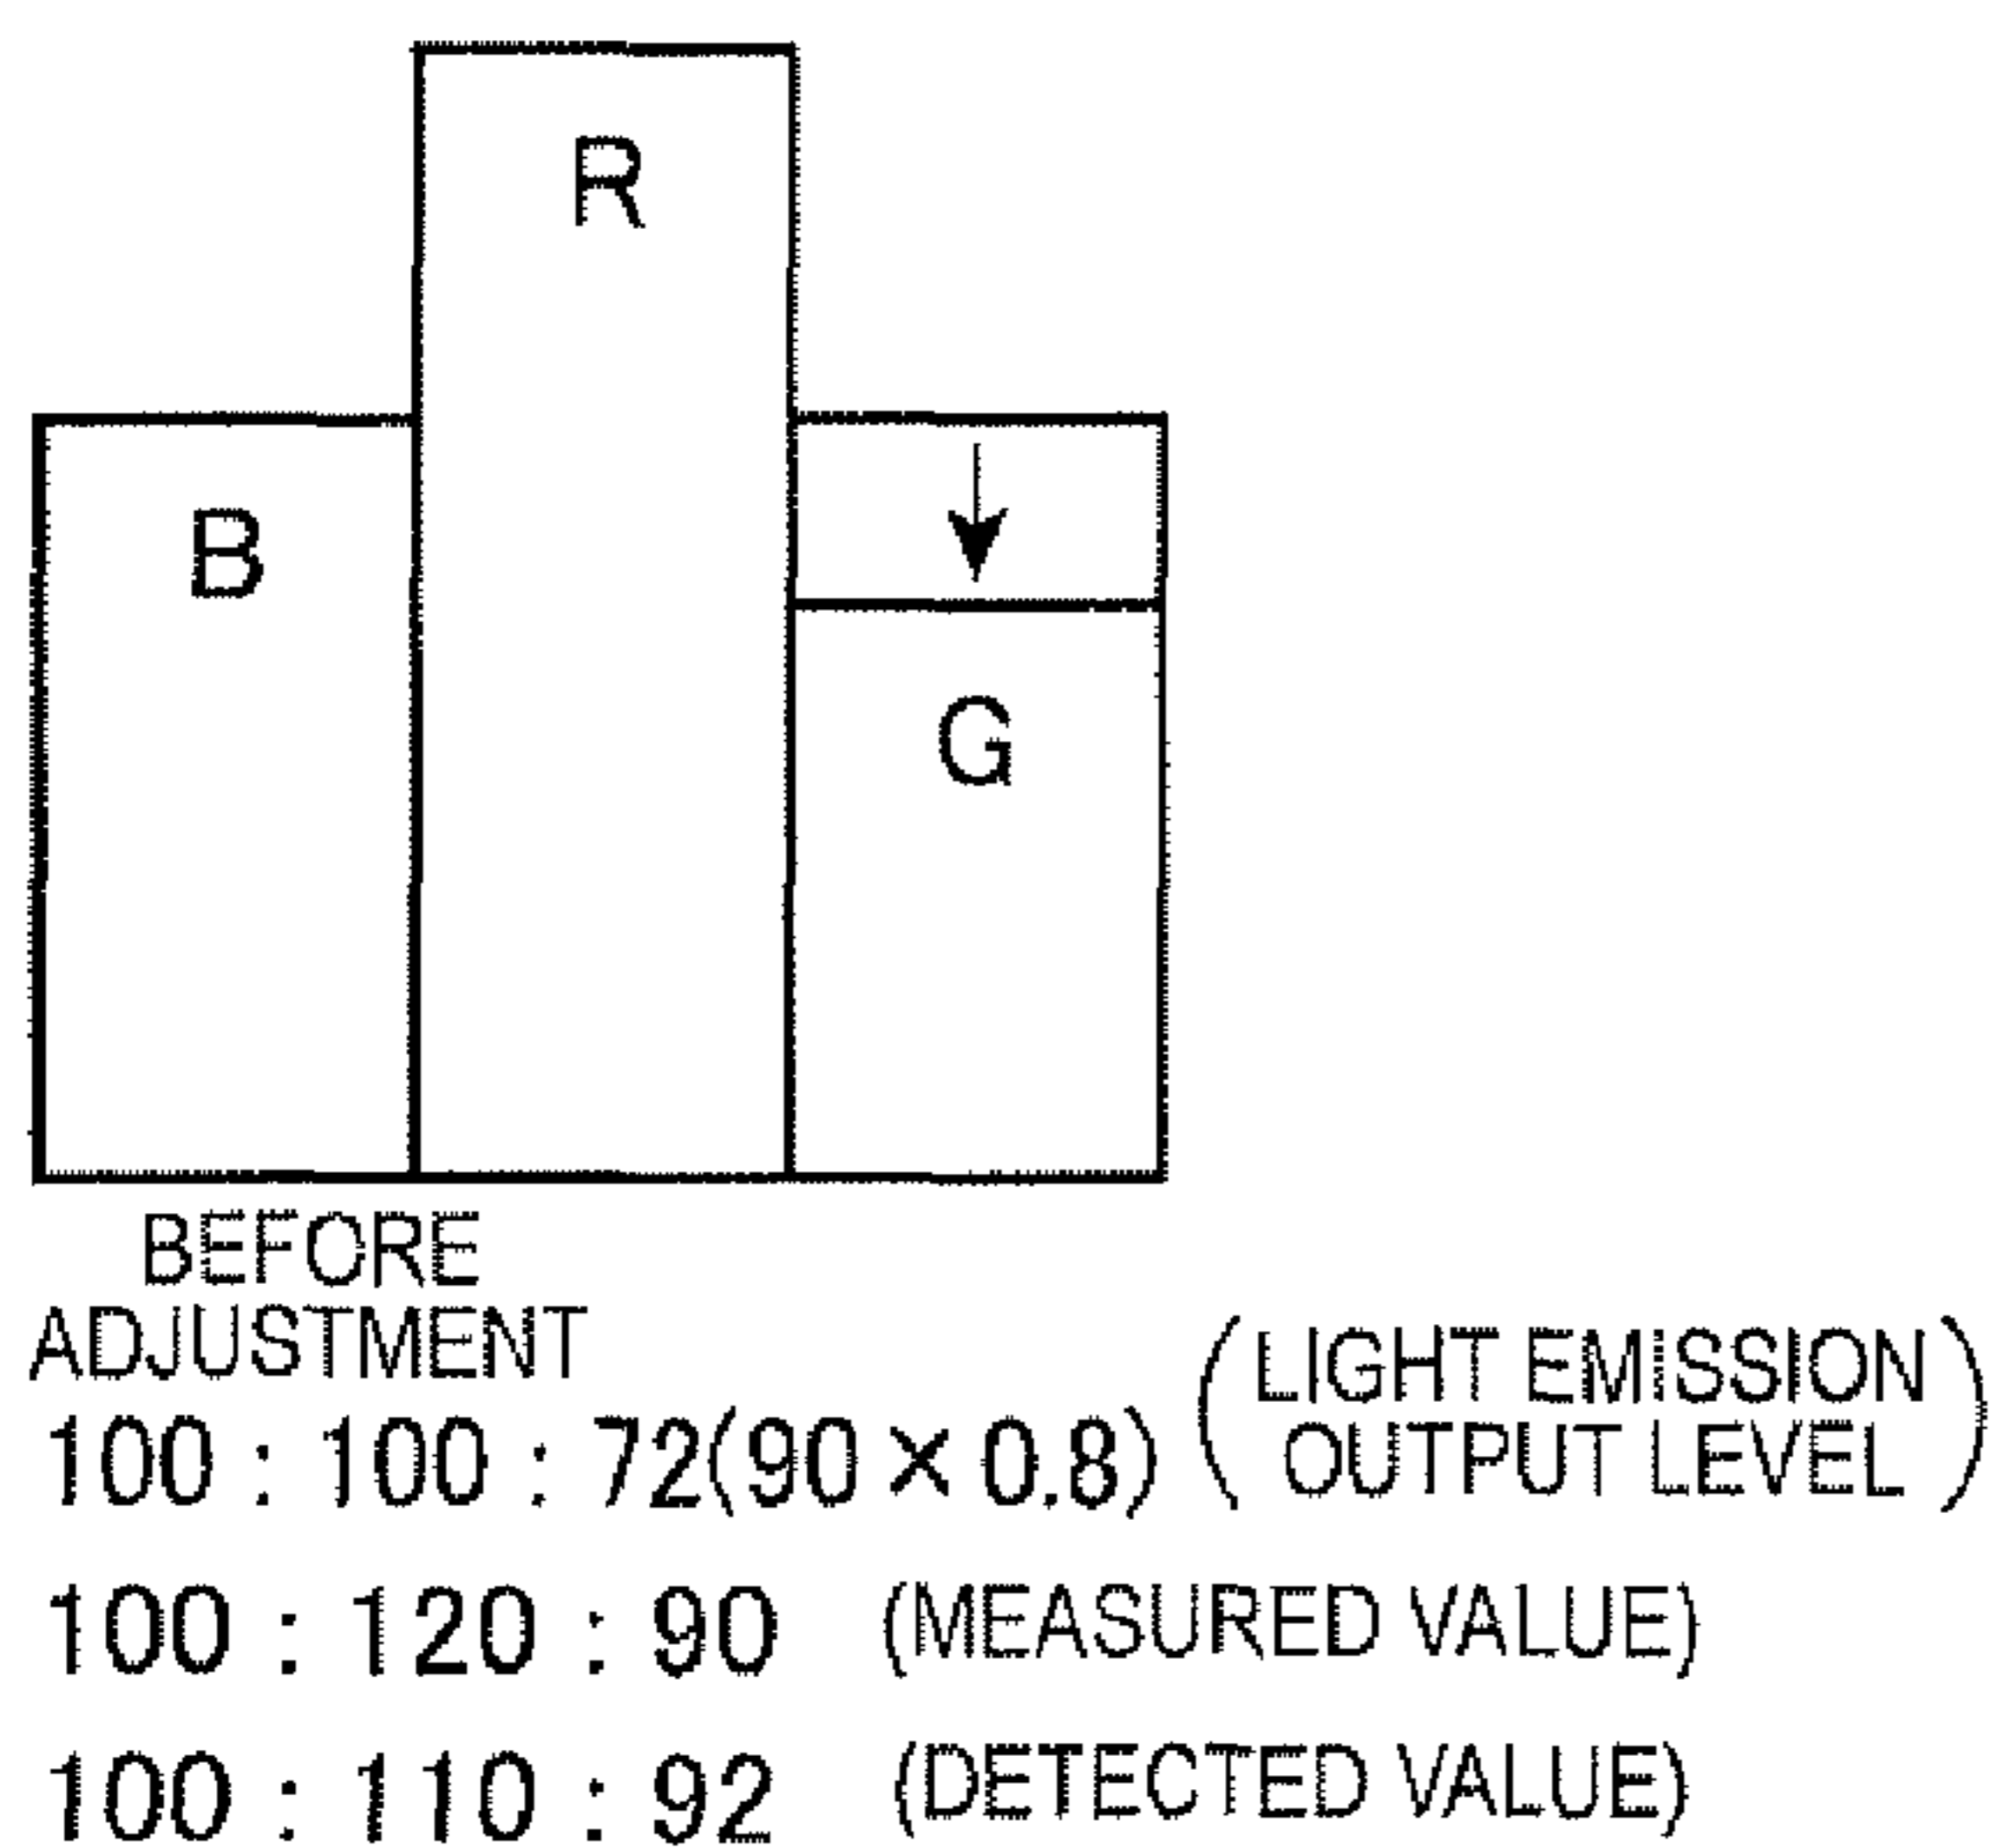 R
B
G
BEFORE
ADJUSTMENT
100 : 100 : 72(90 × 0.8) (LIGHT EMISSION
OUTPUT LEVEL)
100 : 120 : 90 (MEASURED VALUE)
100 : 110 : 92 (DETECTED VALUE)